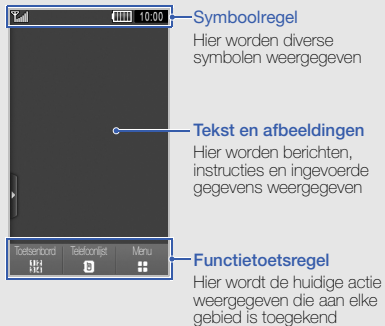 10:00
Symboolregel
Hier worden diverse
symbolen weergegeven
Tekst en afbeeldingen
Hier worden berichten,
instructies en ingevoerde
gegevens weergegeven
Toetsenbord Telefoonlijst Menu
Functietoetsregel
Hier wordt de huidige actie
weergegeven die aan elke
gebied is toegekend